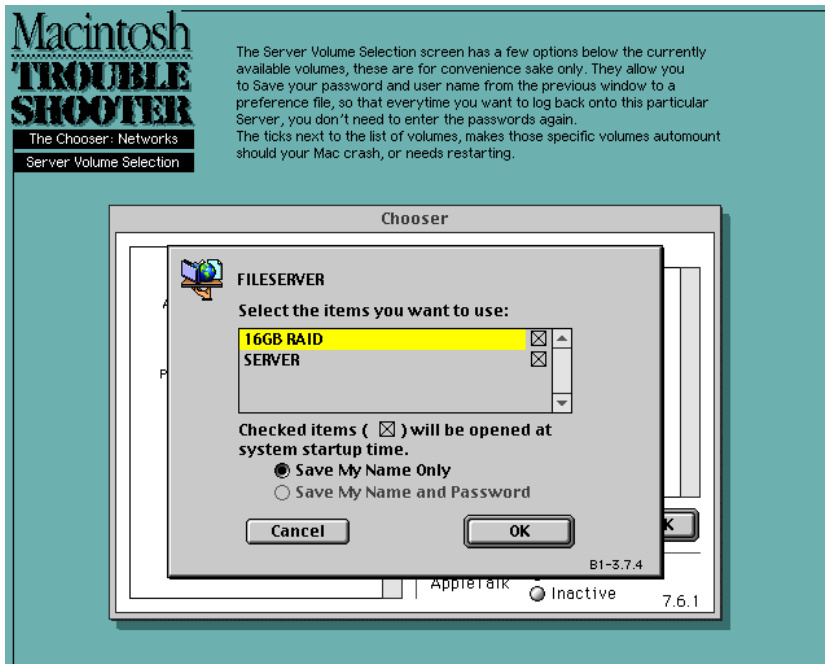 Macintosh
TROUBLE
SHOOTER
The Chooser: Networks
Server Volume Selection
The Server Volume Selection screen has a few options below the currently
available volumes, these are for convenience sake only. They allow you
to Save your password and user name from the previous window to a
preference file, so that everytime you want to log back onto this particular
Server, you don't need to enter the passwords again.
The ticks next to the list of volumes, makes those specific volumes automount
should your Mac crash, or needs restarting.
Chooser
FILESERVER
Select the items you want to use:
16GB RAID
SERVER
Checked items ( ☒ ) will be opened at
system startup time.
Save My Name Only
Save My Name and Password
Cancel
OK
B1-3.7.4
AppleTalk
Inactive
7.6.1